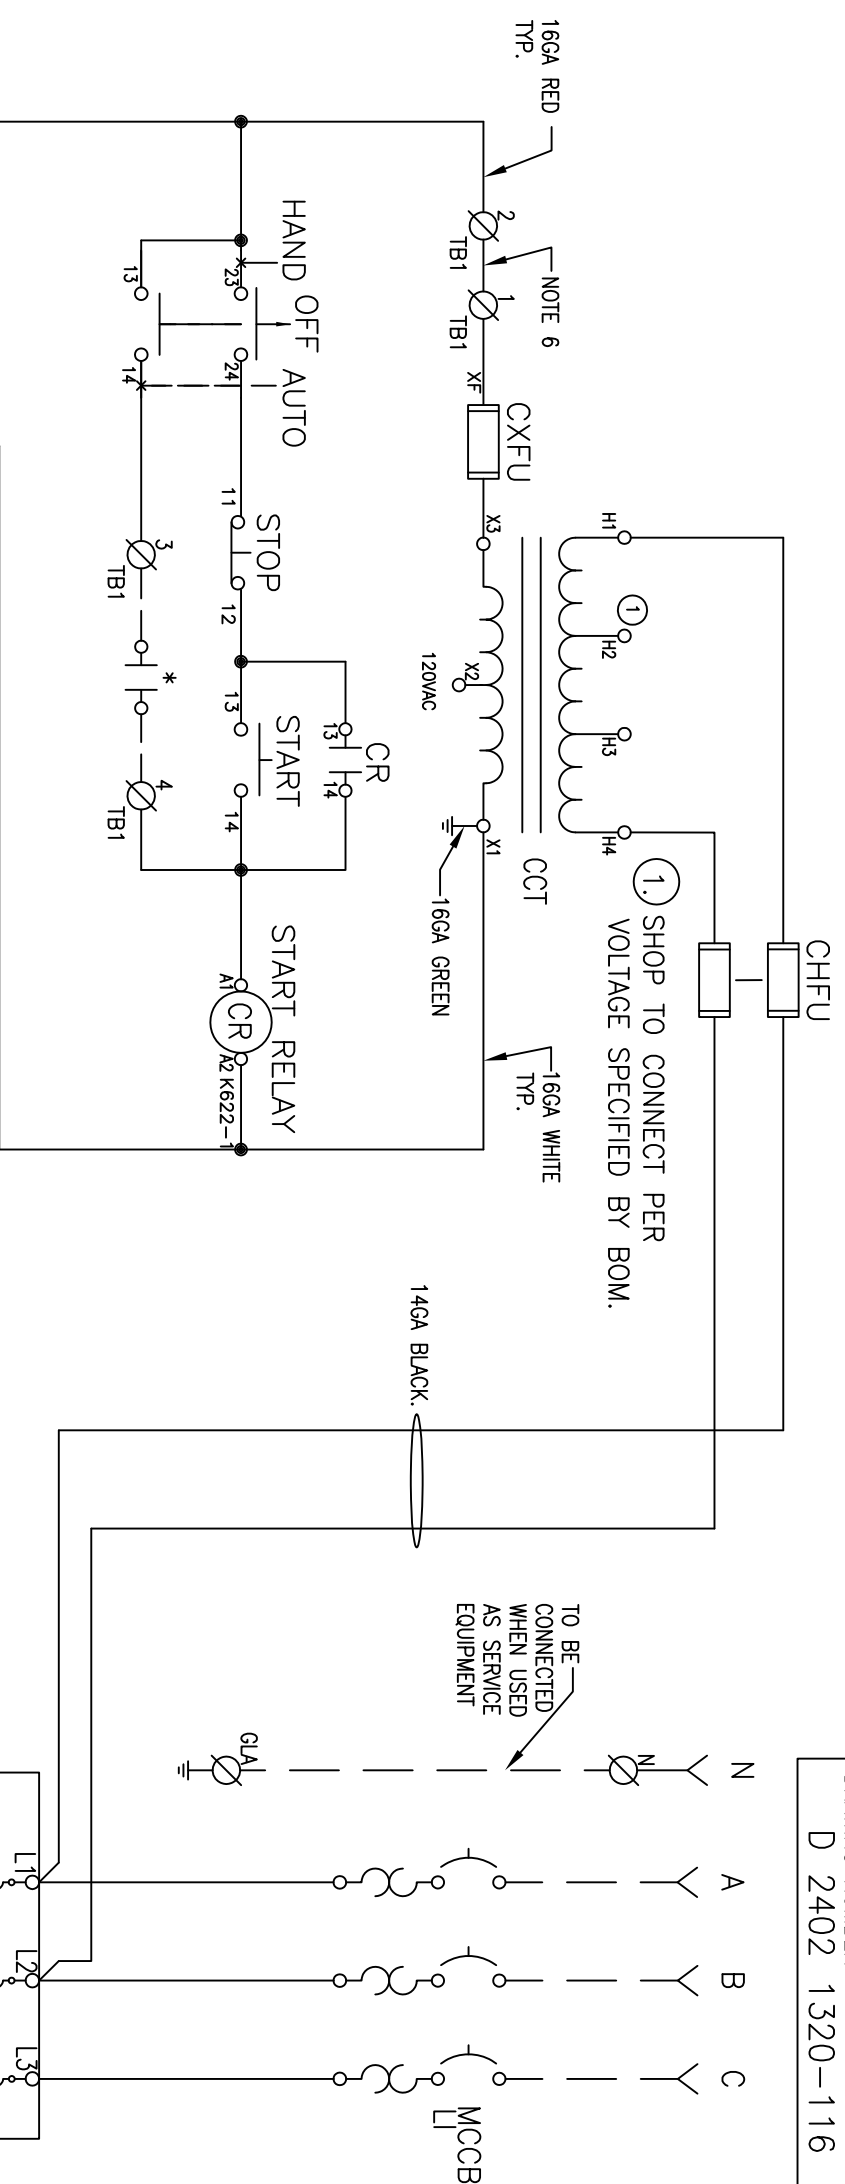 D 2402 1320-116
N
A
B
C
MCCB
LI
N
GLA
TO BE
CONNECTED
WHEN USED
AS SERVICE
EQUIPMENT
L1
L2
L3
14GA BLACK.
CHFU
1. SHOP TO CONNECT PER
VOLTAGE SPECIFIED BY BOM.
H1
1
H2
H3
H4
CCT
X3
X2
120VAC
X1
16GA GREEN
16GA WHITE
TYP.
16GA RED
TYP.
2
TB1
NOTE 6
1
TB1
XF
CXFU
HAND OFF AUTO
23
24
13
14
11
STOP
12
13
START
14
CR
13
14
3
TB1
*
4
TB1
START RELAY
A1
CR
A2
K622-1